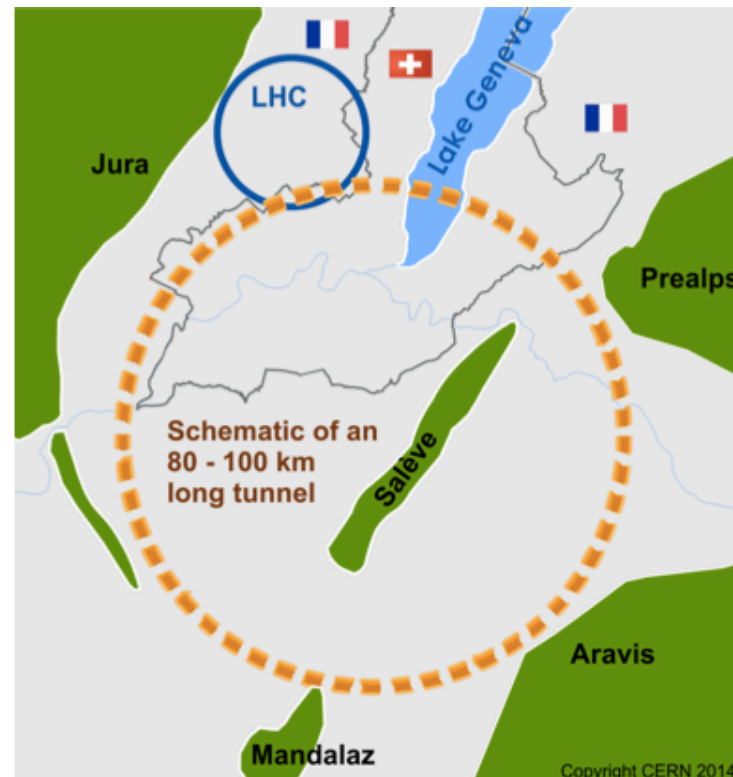 LHC
Lake Geneva
Jura
Prealps
Schematic of an
80 - 100 km
long tunnel
Salève
Aravis
Mandalaz
Copyright CERN 2014